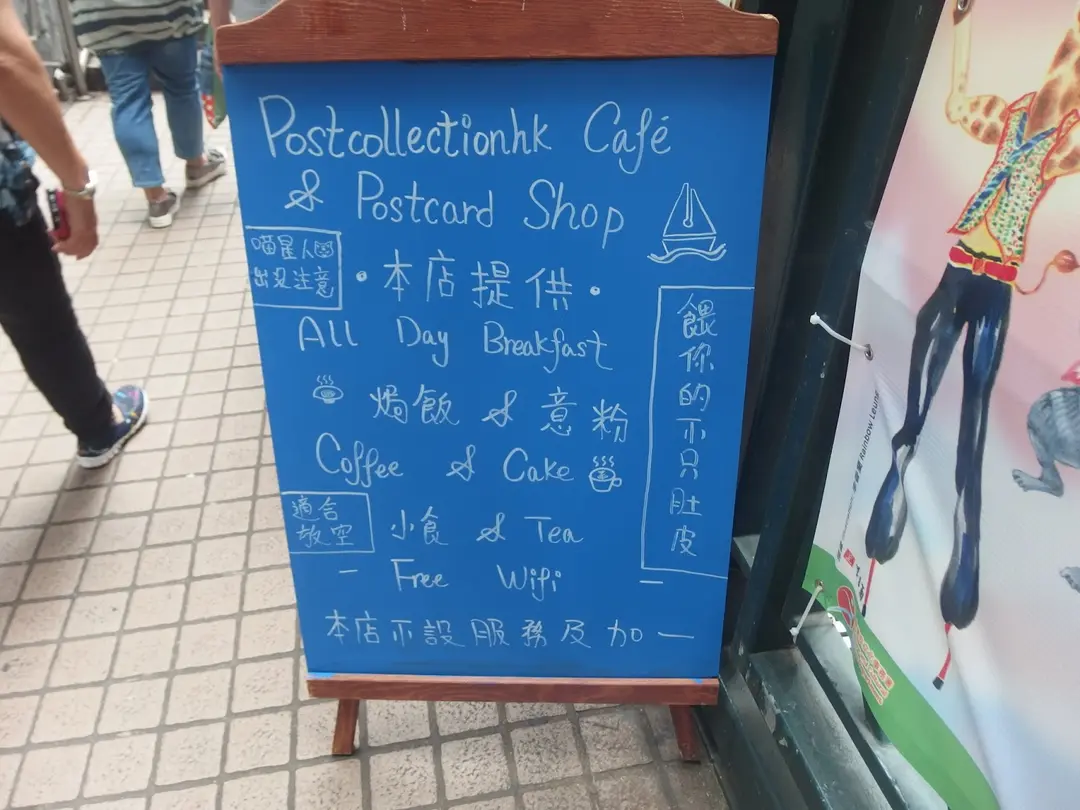 Postcollectionhk Café
& Postcard Shop
喵星人
出沒注意
·本店提供·
All Day Breakfast
焗飯 & 意粉
Coffee & Cake
適合
放空
小食 & Tea
– Free Wifi –
本店不設服務及加一
餵你的不只肚皮
Rainbow Leung